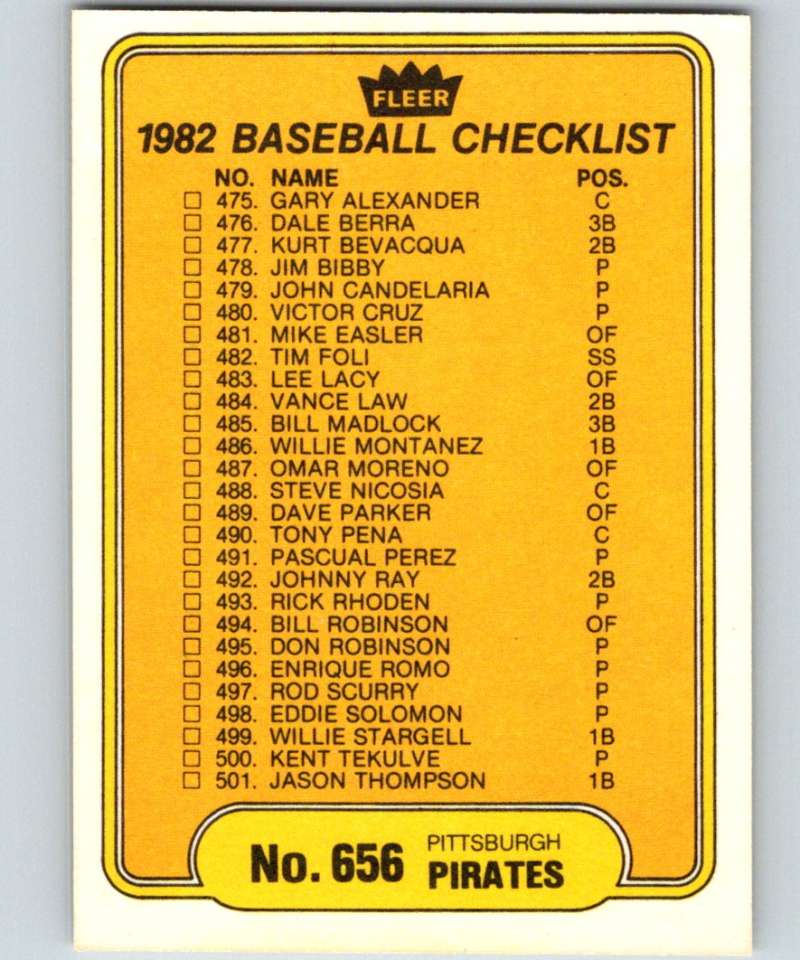 FLEER
1982 BASEBALL CHECKLIST
NO. NAME POS.
475. GARY ALEXANDER C
476. DALE BERRA 3B
477. KURT BEVACQUA 2B
478. JIM BIBBY P
479. JOHN CANDELARIA P
480. VICTOR CRUZ P
481. MIKE EASLER OF
482. TIM FOLI SS
483. LEE LACY OF
484. VANCE LAW 2B
485. BILL MADLOCK 3B
486. WILLIE MONTANEZ 1B
487. OMAR MORENO OF
488. STEVE NICOSIA C
489. DAVE PARKER OF
490. TONY PENA C
491. PASCUAL PEREZ P
492. JOHNNY RAY 2B
493. RICK RHODEN P
494. BILL ROBINSON OF
495. DON ROBINSON P
496. ENRIQUE ROMO P
497. ROD SCURRY P
498. EDDIE SOLOMON P
499. WILLIE STARGELL 1B
500. KENT TEKULVE P
501. JASON THOMPSON 1B
No. 656 PITTSBURGH
PIRATES